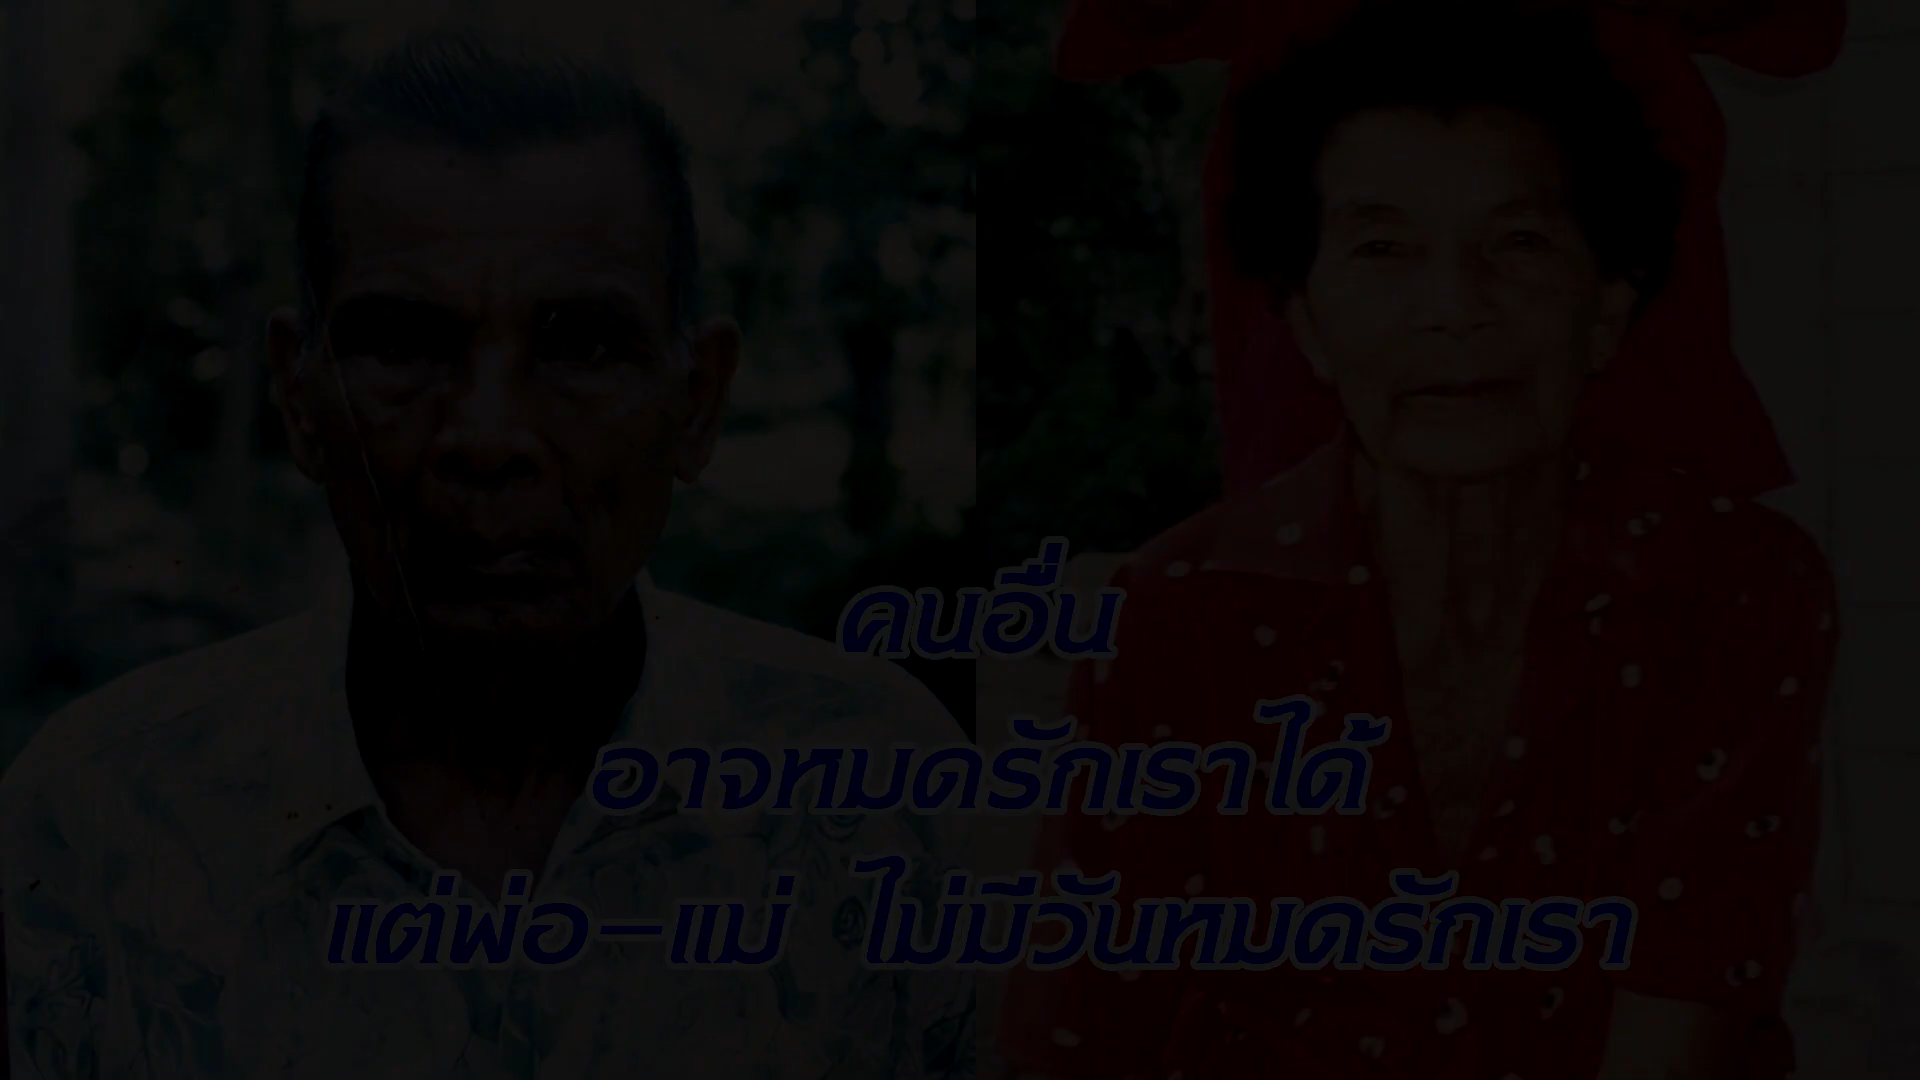 คนอื่น
อาจหมดรักเราได้
แต่พ่อ-แม่ ไม่มีวันหมดรักเรา